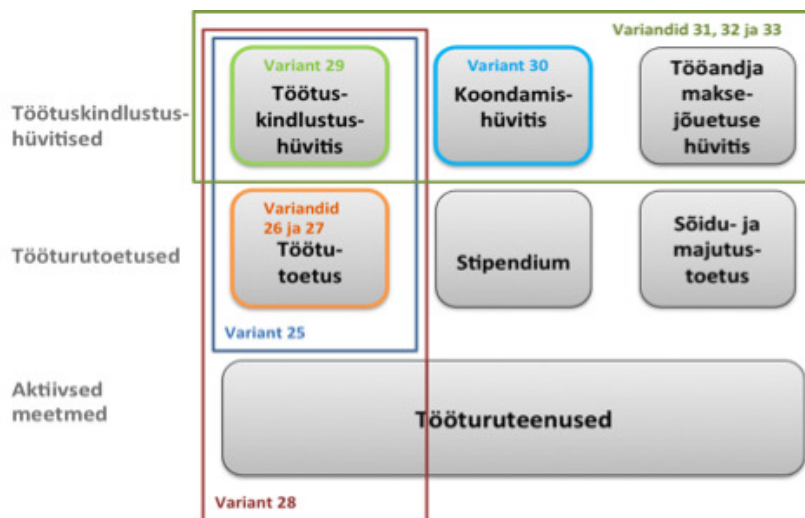 Variandid 31, 32 ja 33
Töötuskindlustus-
hüvitised
Variant 29
Töötus-
kindlustus-
hüvitis
Variant 30
Koondamis-
hüvitis
Tööandja
makse-
jõuetuse
hüvitis
Tööturutoetused
Variandid
26 ja 27
Töötu-
toetus
Stipendium
Sõidu- ja
majutus-
toetus
Variant 25
Aktiivsed
meetmed
Tööturuteenused
Variant 28